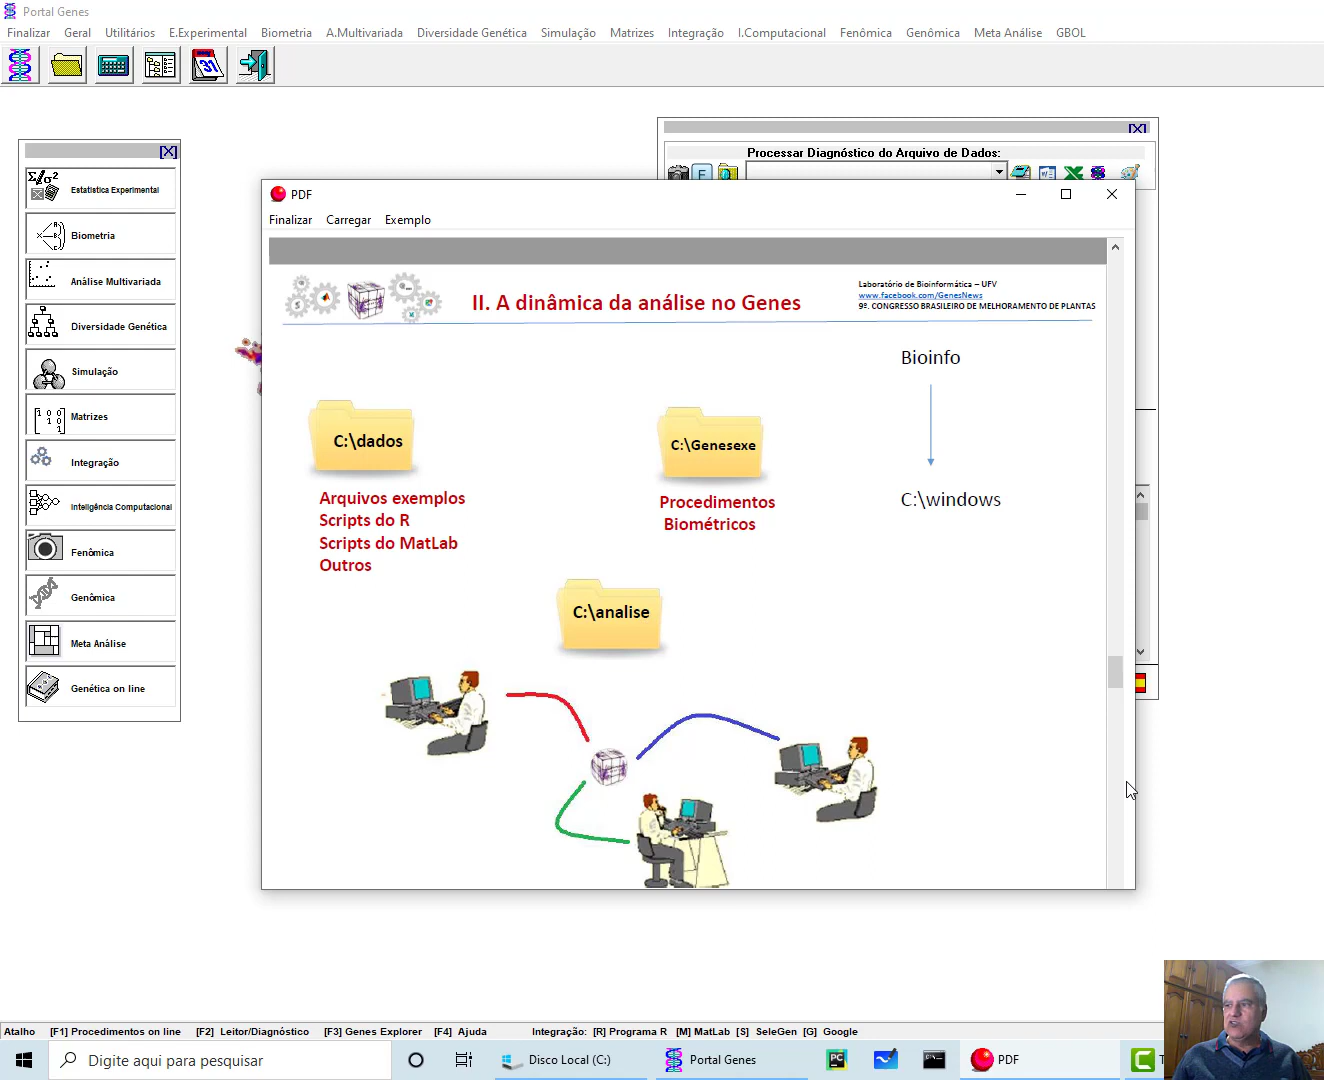 Portal Genes
Finalizar Geral Utilitários E.Experimental Biometria A.Multivariada Diversidade Genética Simulação Matrizes Integração I.Computacional Fenômica Genômica Meta Análise GBOL
31
[X]
Estatística Experimental
Biometria
Análise Multivariada
Diversidade Genética
Simulação
Matrizes
Integração
Inteligência Computacional
Fenômica
Genômica
Meta Análise
Genética on line
[X]
Processar Diagnóstico do Arquivo de Dados:
PDF
Finalizar Carregar Exemplo
II. A dinâmica da análise no Genes
Laboratório de Bioinformática – UFV
www.facebook.com/GenesNews
9º. CONGRESSO BRASILEIRO DE MELHORAMENTO DE PLANTAS
Bioinfo
C:\windows
C:\dados
Arquivos exemplos
Scripts do R
Scripts do MatLab
Outros
C:\Genesexe
Procedimentos
Biométricos
C:\analise
Atalho [F1] Procedimentos on line [F2] Leitor/Diagnóstico [F3] Genes Explorer [F4] Ajuda Integração: [R] Programa R [M] MatLab [S] SeleGen [G] Google
Digite aqui para pesquisar
Disco Local (C:)
Portal Genes
PC
PDF